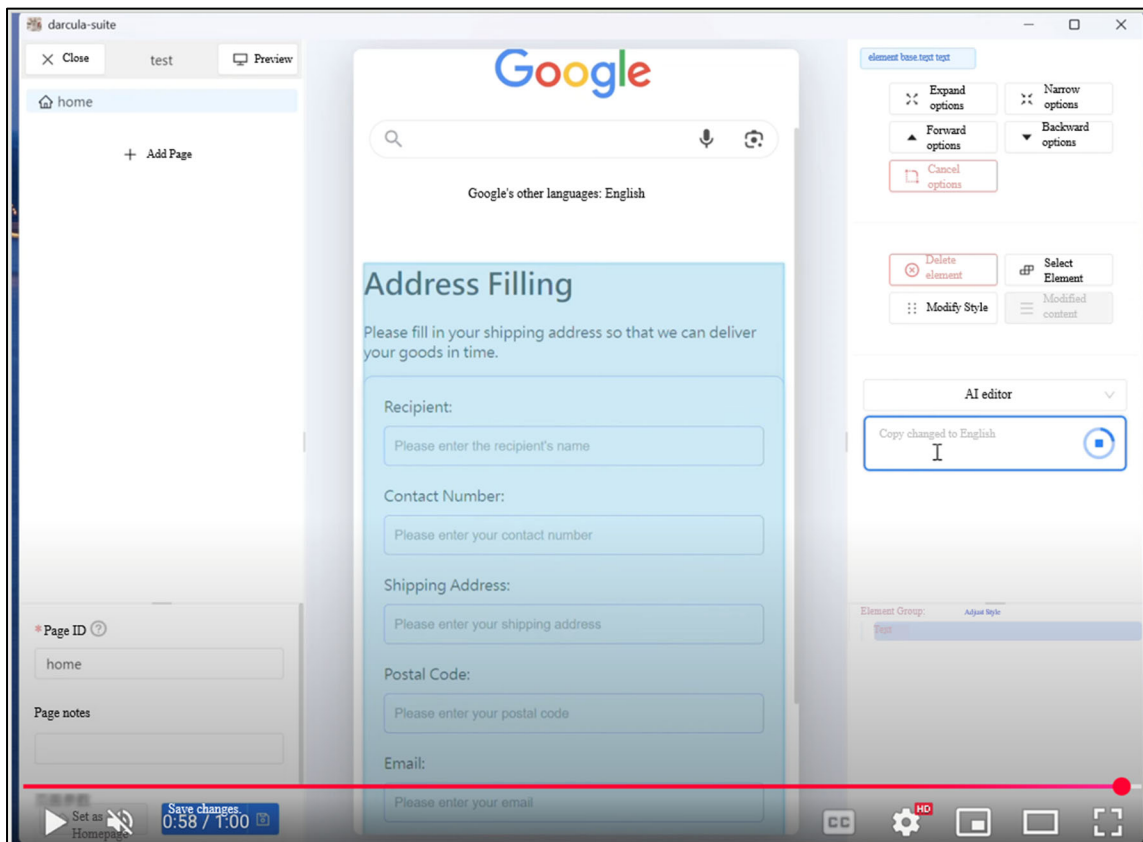 darcula-suite
Close
test
Preview
home
Add Page
Google
Google's other languages: English
Address Filling
Please fill in your shipping address so that we can deliver
your goods in time.
Recipient:
Please enter the recipient's name
Contact Number:
Please enter your contact number
Shipping Address:
Please enter your shipping address
Postal Code:
Please enter your postal code
Email:
Please enter your email
element base.text text
Expand
options
Narrow
options
Forward
options
Backward
options
Cancel
options
Delete
element
Select
Element
Modify Style
Modified
content
AI editor
Copy changed to English
Element Group:
Adjust Style
Text
*Page ID
home
Page notes
Set as
Homepage
Save changes.
0:58 / 1:00
CC
HD